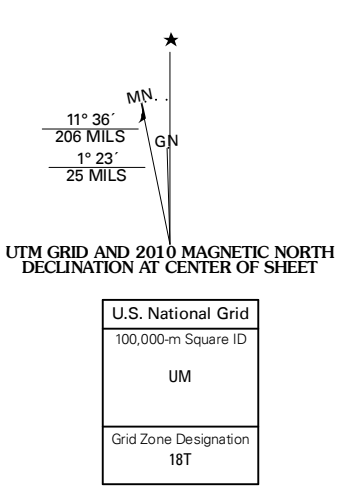 MN
11° 36´
206 MILS
GN
1° 23´
25 MILS
UTM GRID AND 2010 MAGNETIC NORTH
DECLINATION AT CENTER OF SHEET
U.S. National Grid
100,000-m Square ID
UM
Grid Zone Designation
18T